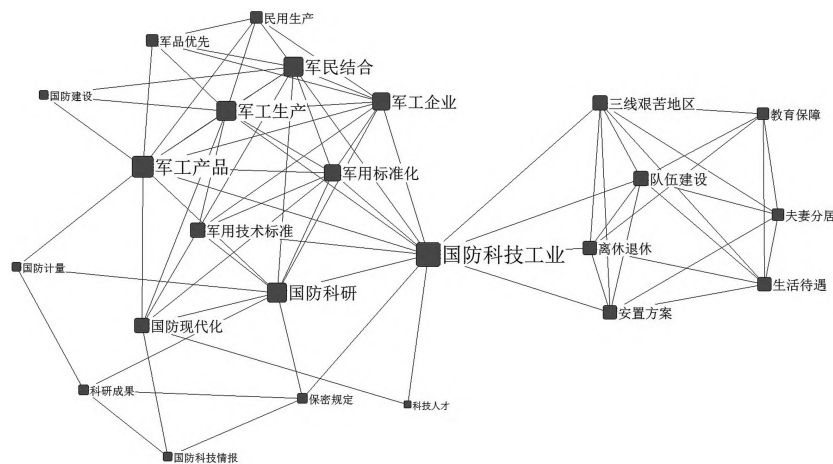 民用生产
军品优先
军民结合
国防建设
军工企业
军工生产
三线艰苦地区
教育保障
军工产品
军用标准化
队伍建设
夫妻分居
军用技术标准
国防科技工业
离休退休
国防计量
生活待遇
国防科研
安置方案
国防现代化
科研成果
保密规定
科技人才
国防科技情报